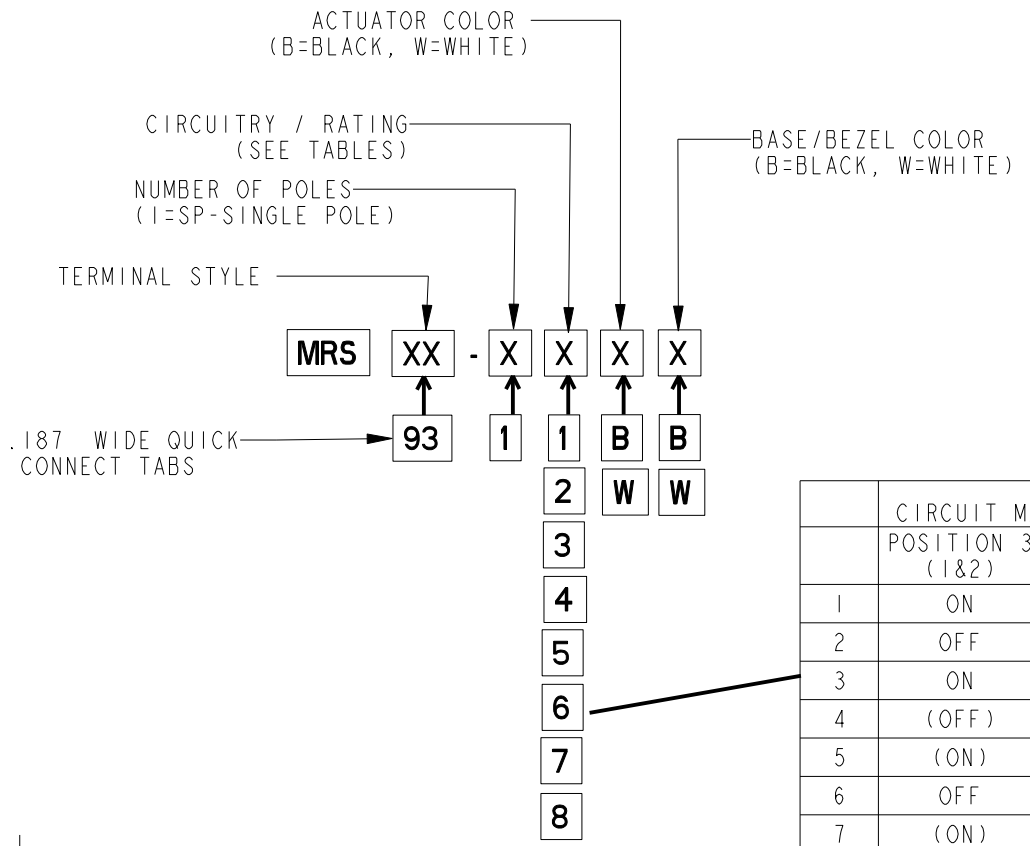 ACTUATOR COLOR
(B=BLACK, W=WHITE)
CIRCUITRY / RATING
(SEE TABLES)
BASE/BEZEL COLOR
(B=BLACK, W=WHITE)
NUMBER OF POLES
(1=SP-SINGLE POLE)
TERMINAL STYLE
MRS XX - X X X X
.187 WIDE QUICK
CONNECT TABS
93 1 1 B B
2 W W
3
4
5
6
7
8
CIRCUIT M
POSITION 3
(1&2)
1 ON
2 OFF
3 ON
4 (OFF)
5 (ON)
6 OFF
7 (ON)